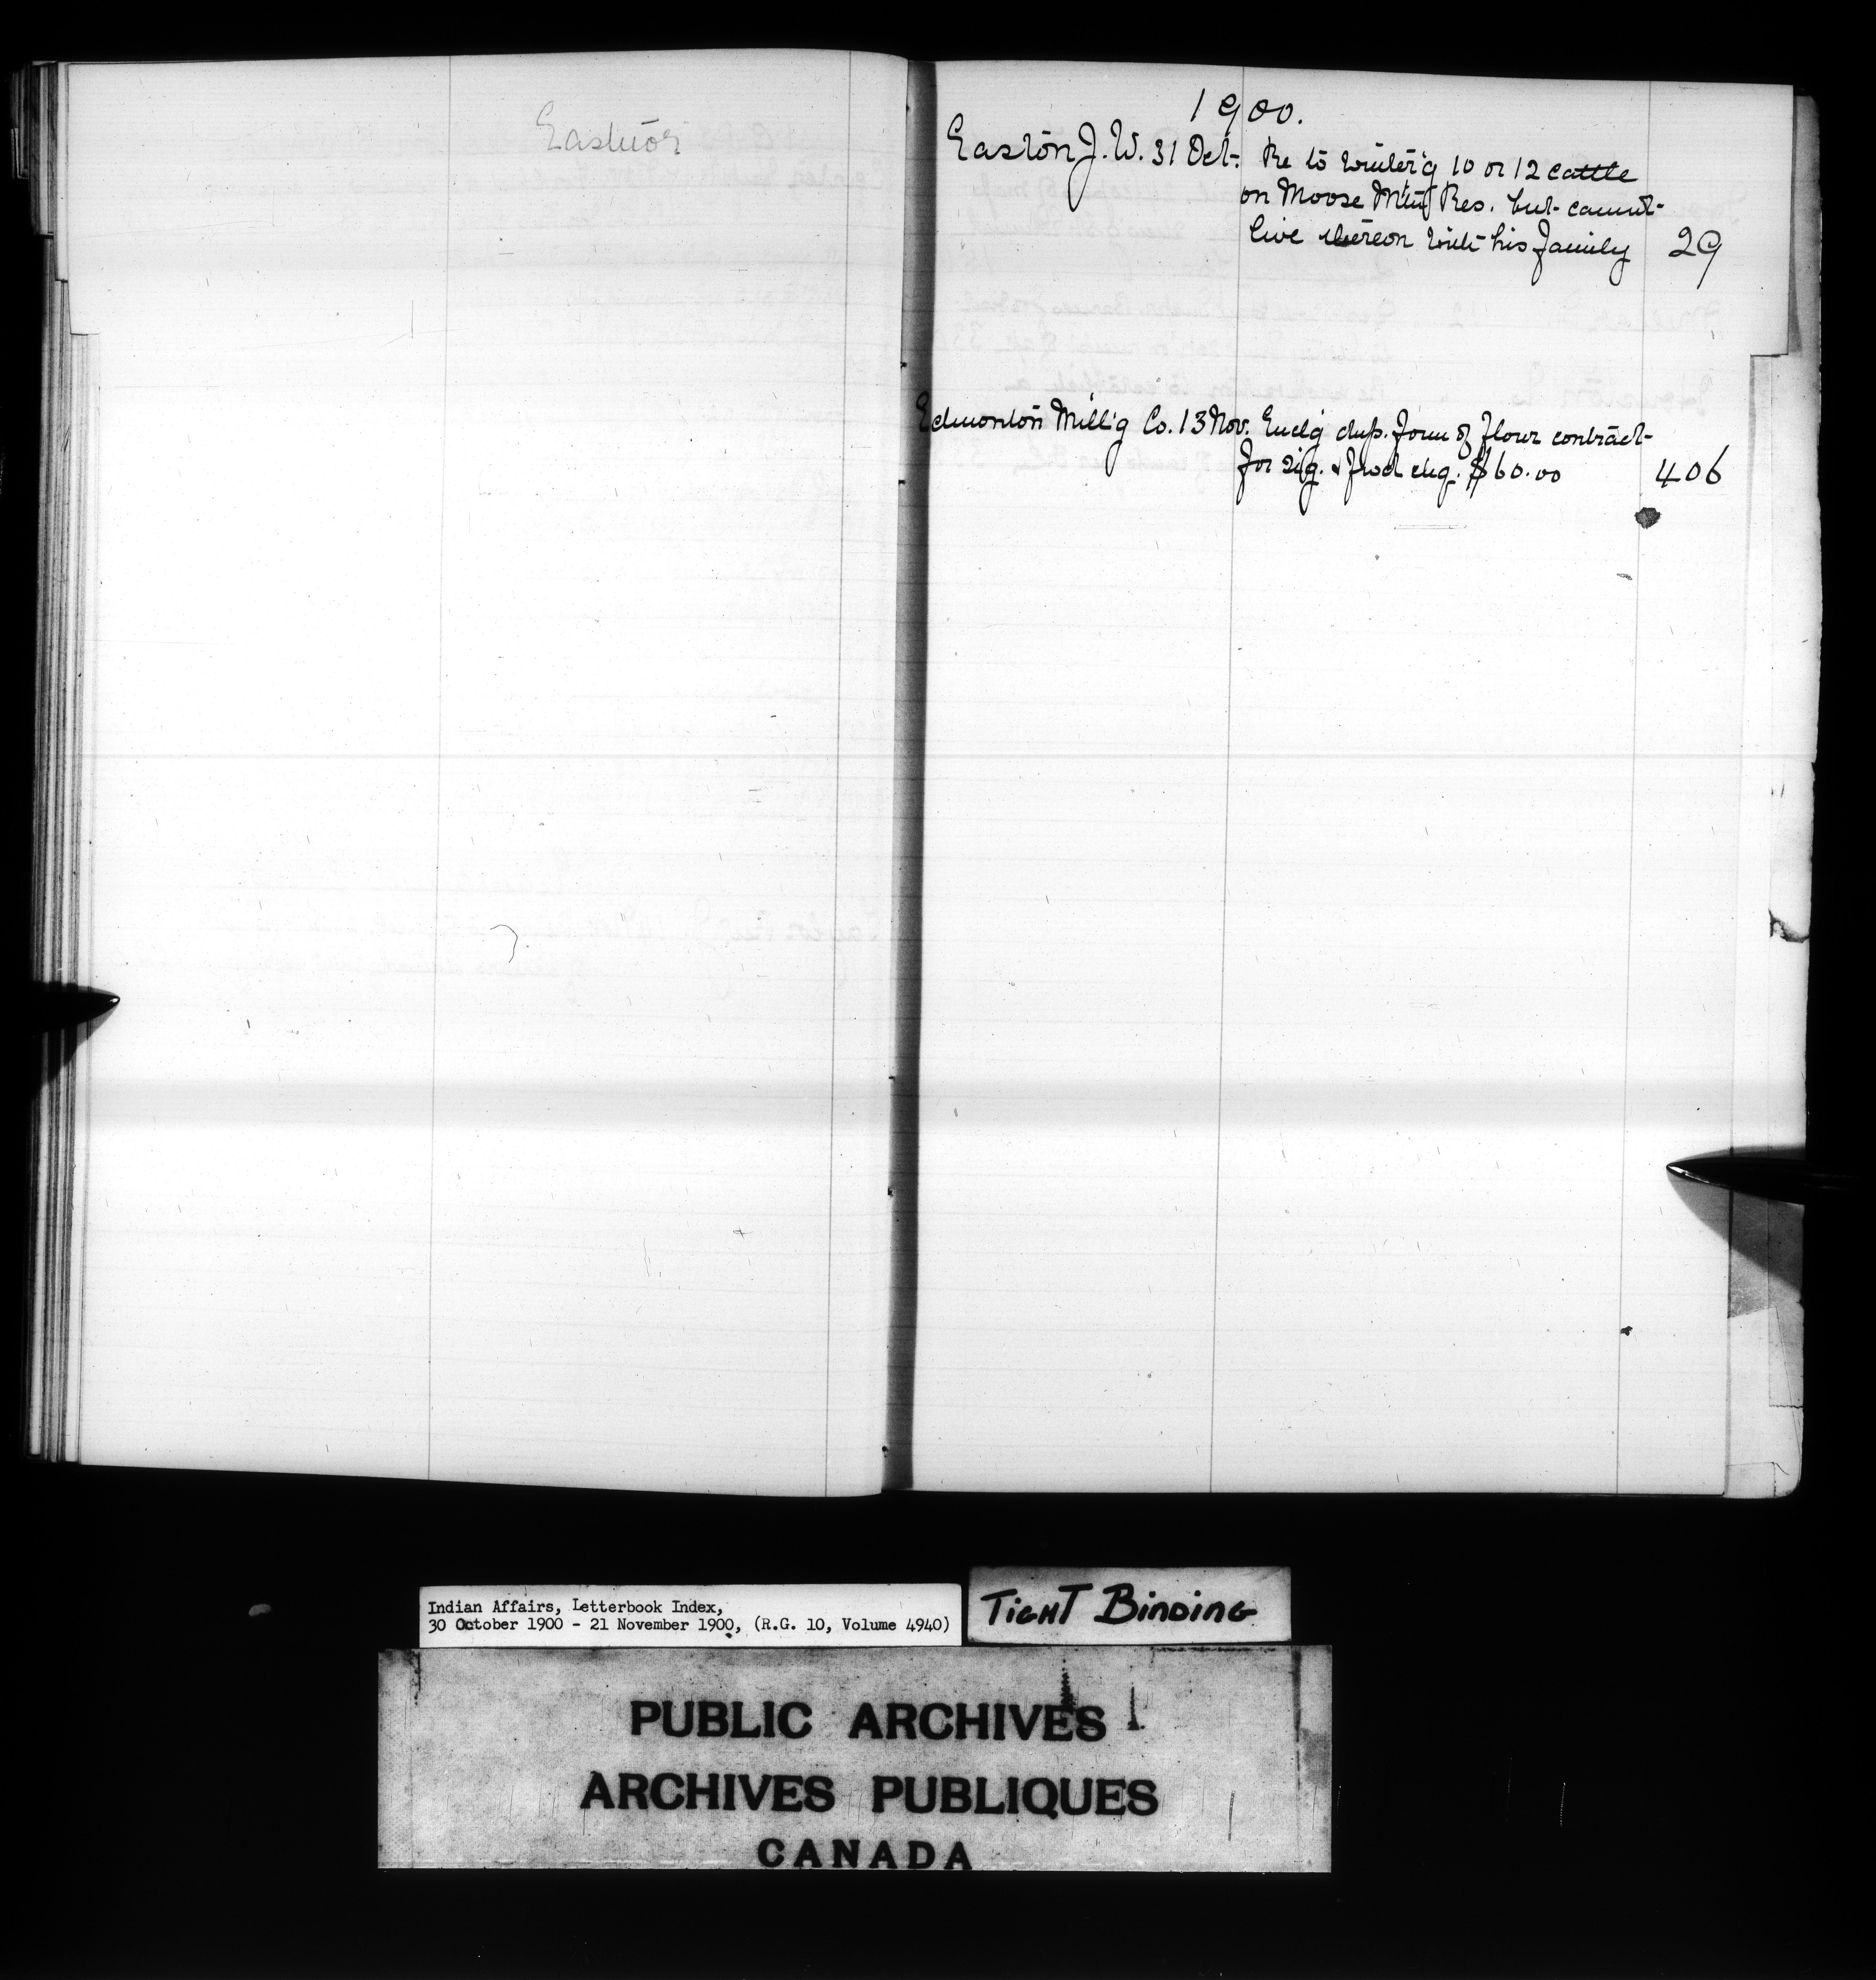 1900.
Easton J. W. 31 Oct. Re to winter'g 10 or 12 cattle
on Moose Mtn Res. but cannot
live thereon with his family 29
Edmonton Mill'g Co. 13 Nov. Encl'g dup. form of flour contract
for sig. & fwd chq. $60.00 406
Indian Affairs, Letterbook Index,
30 October 1900 - 21 November 1900, (R.G. 10, Volume 4940)
TIGHT BINDING
PUBLIC ARCHIVES
ARCHIVES PUBLIQUES
CANADA